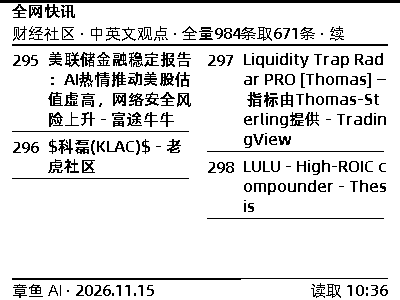 全网快讯
财经社区 · 中英文观点 · 全量984条取671条 · 续
295 美联储金融稳定报告
：AI热情推动美股估
值虚高，网络安全风
险上升 - 富途牛牛
296 $科磊(KLAC)$ - 老
虎社区
297 Liquidity Trap Rad
ar PRO [Thomas] —
指标由Thomas-St
erling提供 - Tradin
gView
298 LULU - High-ROIC c
ompounder - Thes
is
章鱼 AI · 2026.11.15
读取 10:36